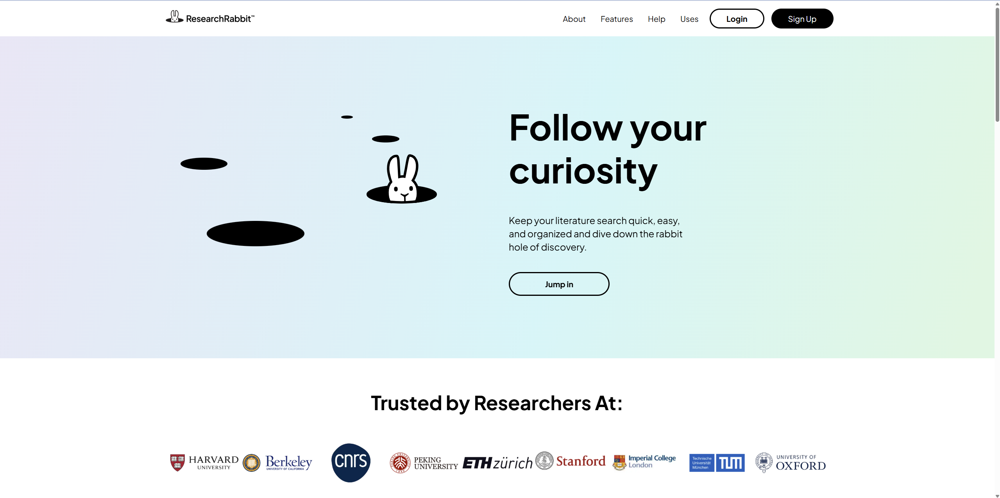 ResearchRabbit™
About Features Help Uses Login Sign Up
Follow your
curiosity
Keep your literature search quick, easy,
and organized and dive down the rabbit
hole of discovery.
Jump in
Trusted by Researchers At:
HARVARD
UNIVERSITY
Berkeley
UNIVERSITY OF CALIFORNIA
cnrs
PEKING
UNIVERSITY
ETH zürich
Stanford
Imperial College
London
Technische
Universität
München
TUM
UNIVERSITY OF
OXFORD